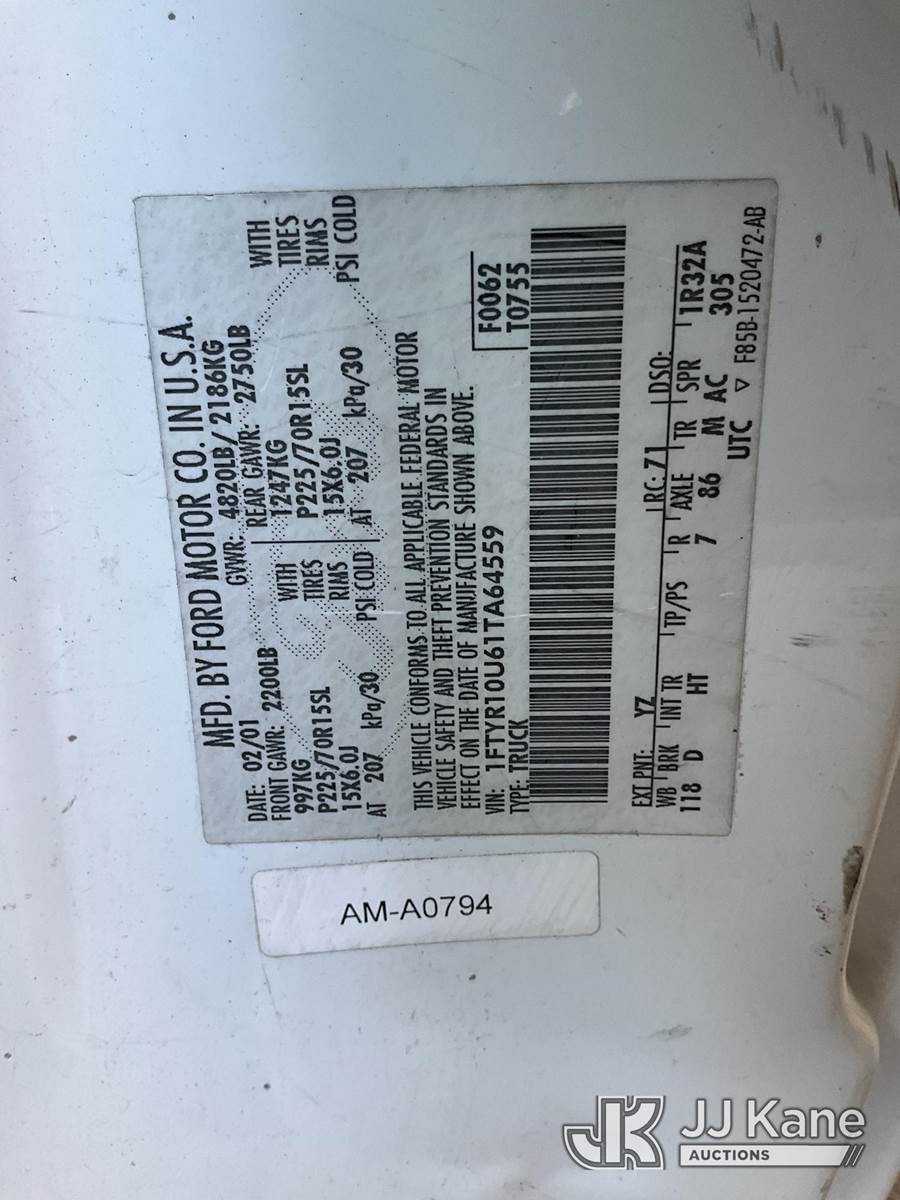 MFD. BY FORD MOTOR CO. IN U.S.A.
DATE: 02/01 GVWR: 4820LB/ 2186KG
FRONT GAWR: 2200LB REAR GAWR: 2750LB
997KG WITH 1247KG WITH
P225/70R15SL TIRES P225/70R15SL TIRES
15X6.0J RIMS 15X6.0J RIMS
AT 207 kPa/30 PSI COLD AT 207 kPa/30 PSI COLD
THIS VEHICLE CONFORMS TO ALL APPLICABLE FEDERAL MOTOR
VEHICLE SAFETY AND THEFT PREVENTION STANDARDS IN
EFFECT ON THE DATE OF MANUFACTURE SHOWN ABOVE.
VIN: 1FTYR10U61TA64559 F0062
TYPE: TRUCK T0755
EXT PNT: YZ RC: 71 DSO:
WB BRK INT TR TP/PS R AXLE TR SPR 1R32A
118 D HT 7 86 M AC 305
UTC ▽ F85B-1520472-AB
AM-A0794
JK JJ Kane
AUCTIONS